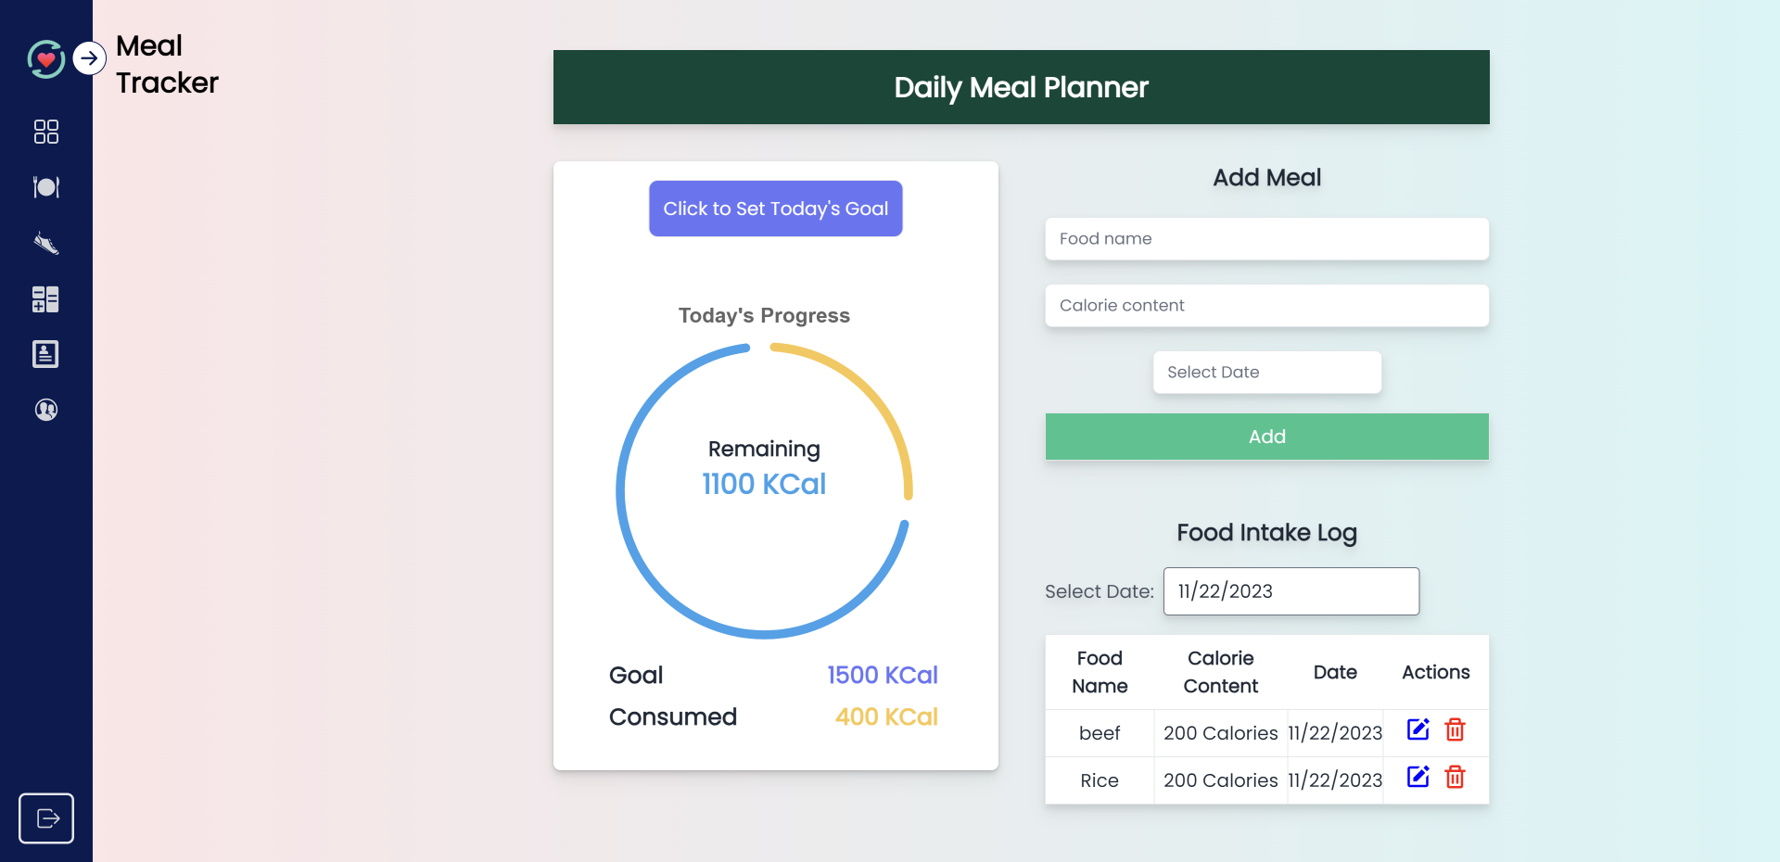 Meal
Tracker
Daily Meal Planner
Click to Set Today's Goal
Today's Progress
Remaining
1100 KCal
Goal 1500 KCal
Consumed 400 KCal
Add Meal
Food name
Calorie content
Select Date
Add
Food Intake Log
Select Date: 11/22/2023
Food Name Calorie Content Date Actions
beef 200 Calories 11/22/2023
Rice 200 Calories 11/22/2023